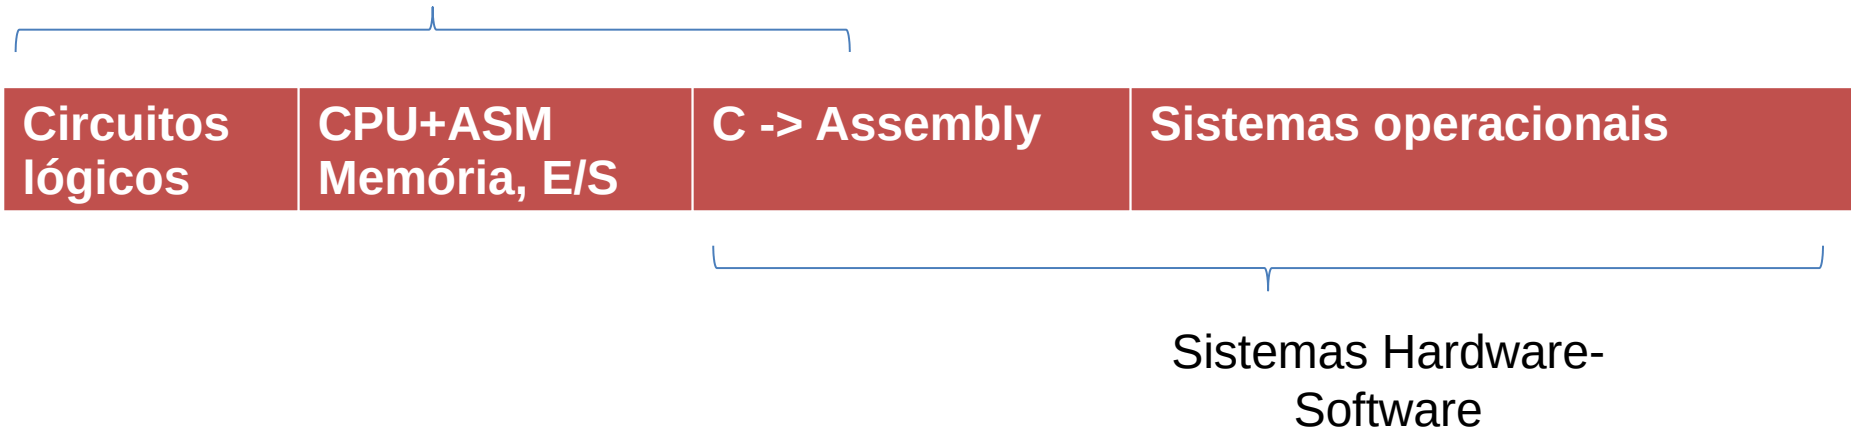 Circuitos
lógicos
CPU+ASM
Memória, E/S
C -> Assembly
Sistemas operacionais
Sistemas Hardware-
Software